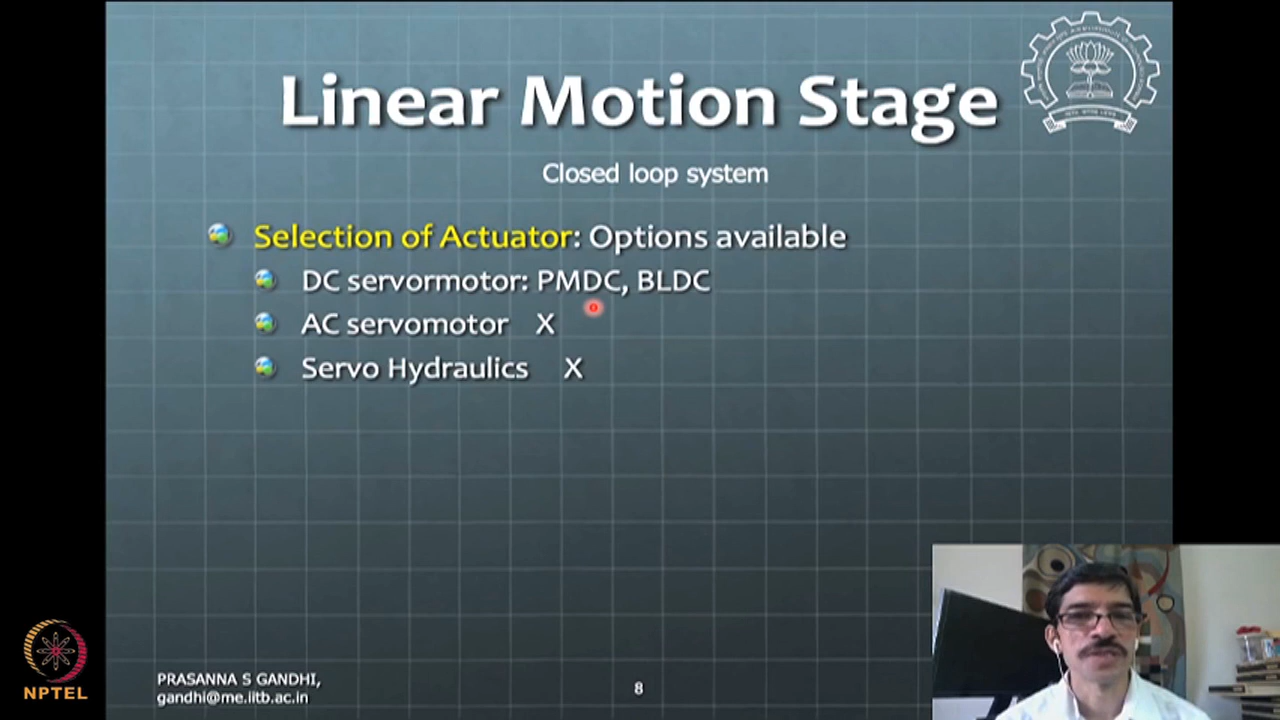 Linear Motion Stage
Closed loop system
Selection of Actuator: Options available
DC servormotor: PMDC, BLDC
AC servomotor X
Servo Hydraulics X
NPTEL
PRASANNA S GANDHI,
gandhi@me.iitb.ac.in
8